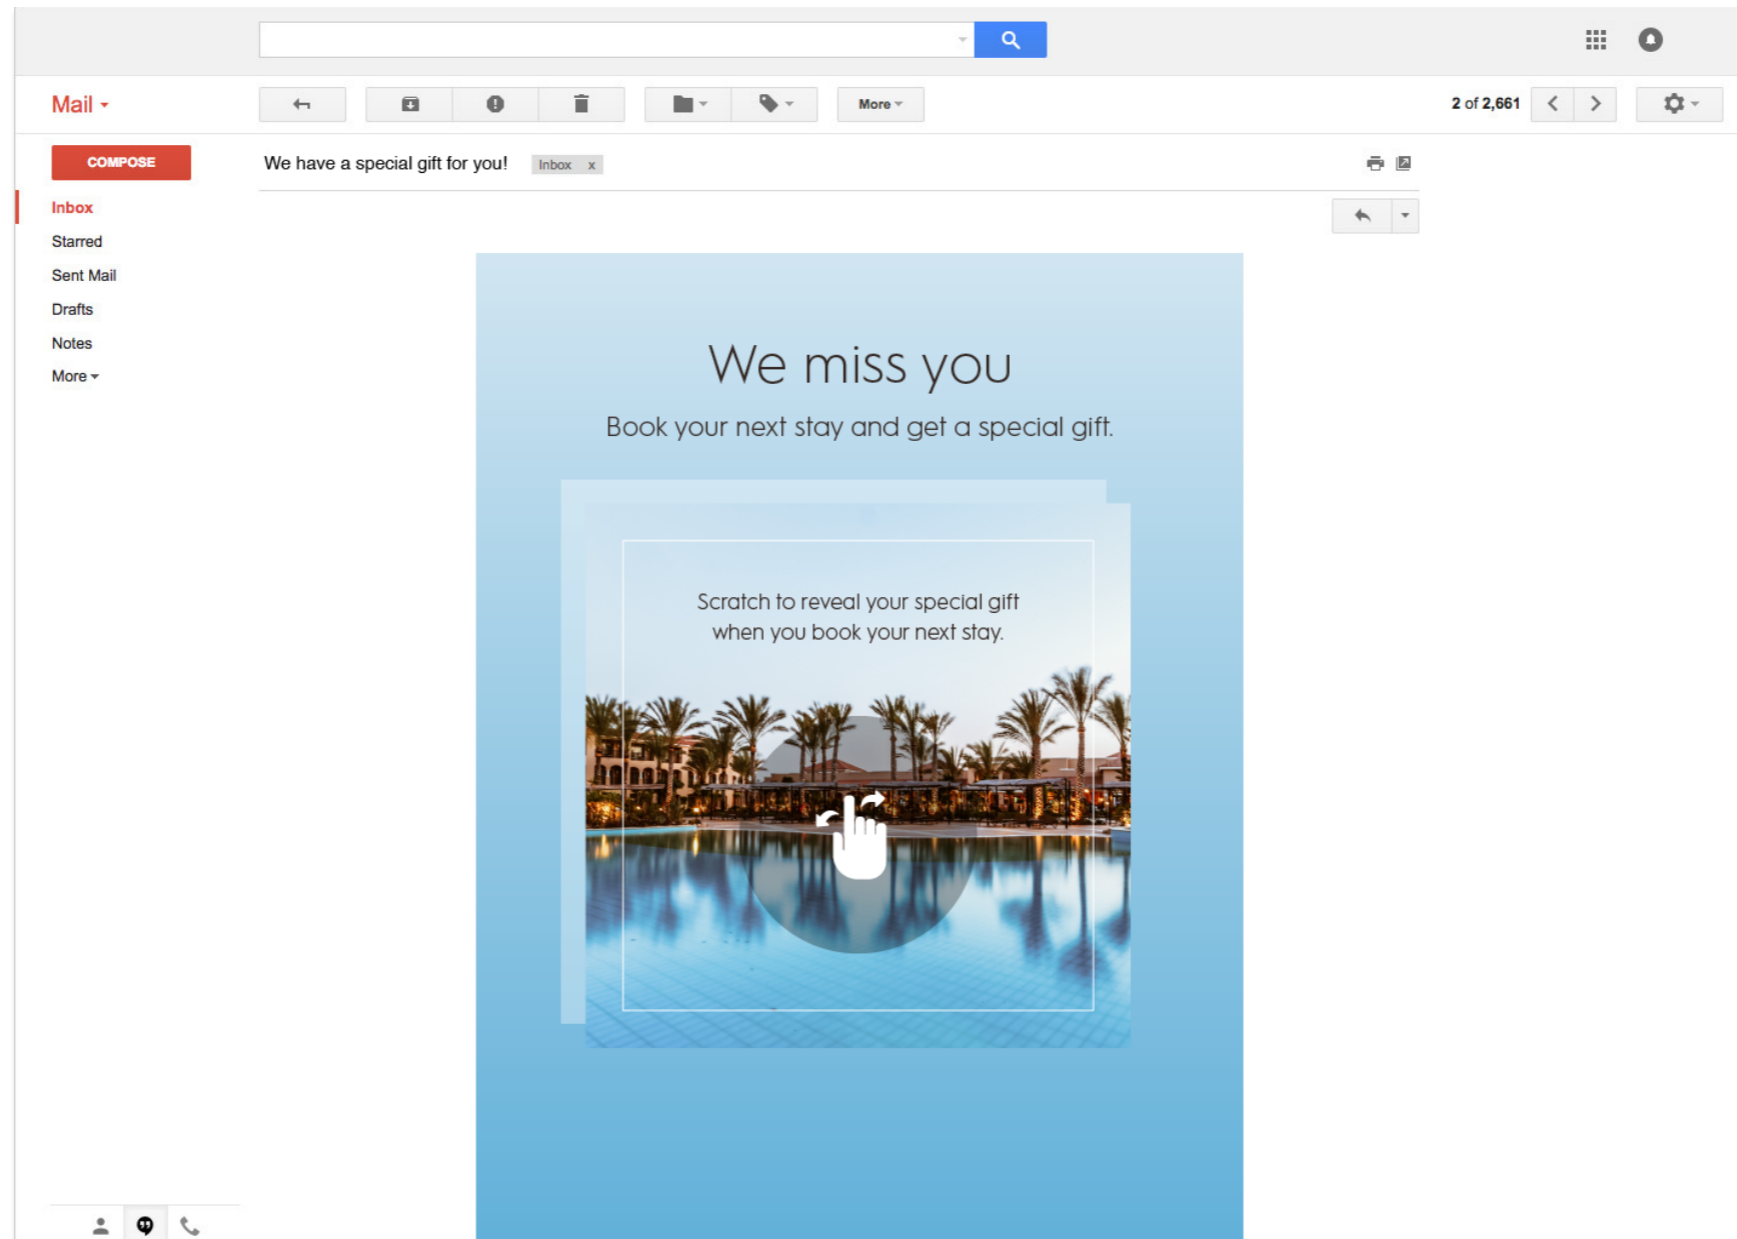 Mail
More
2 of 2,661
COMPOSE
We have a special gift for you!
Inbox x
Inbox
Starred
Sent Mail
Drafts
Notes
More
We miss you
Book your next stay and get a special gift.
Scratch to reveal your special gift
when you book your next stay.